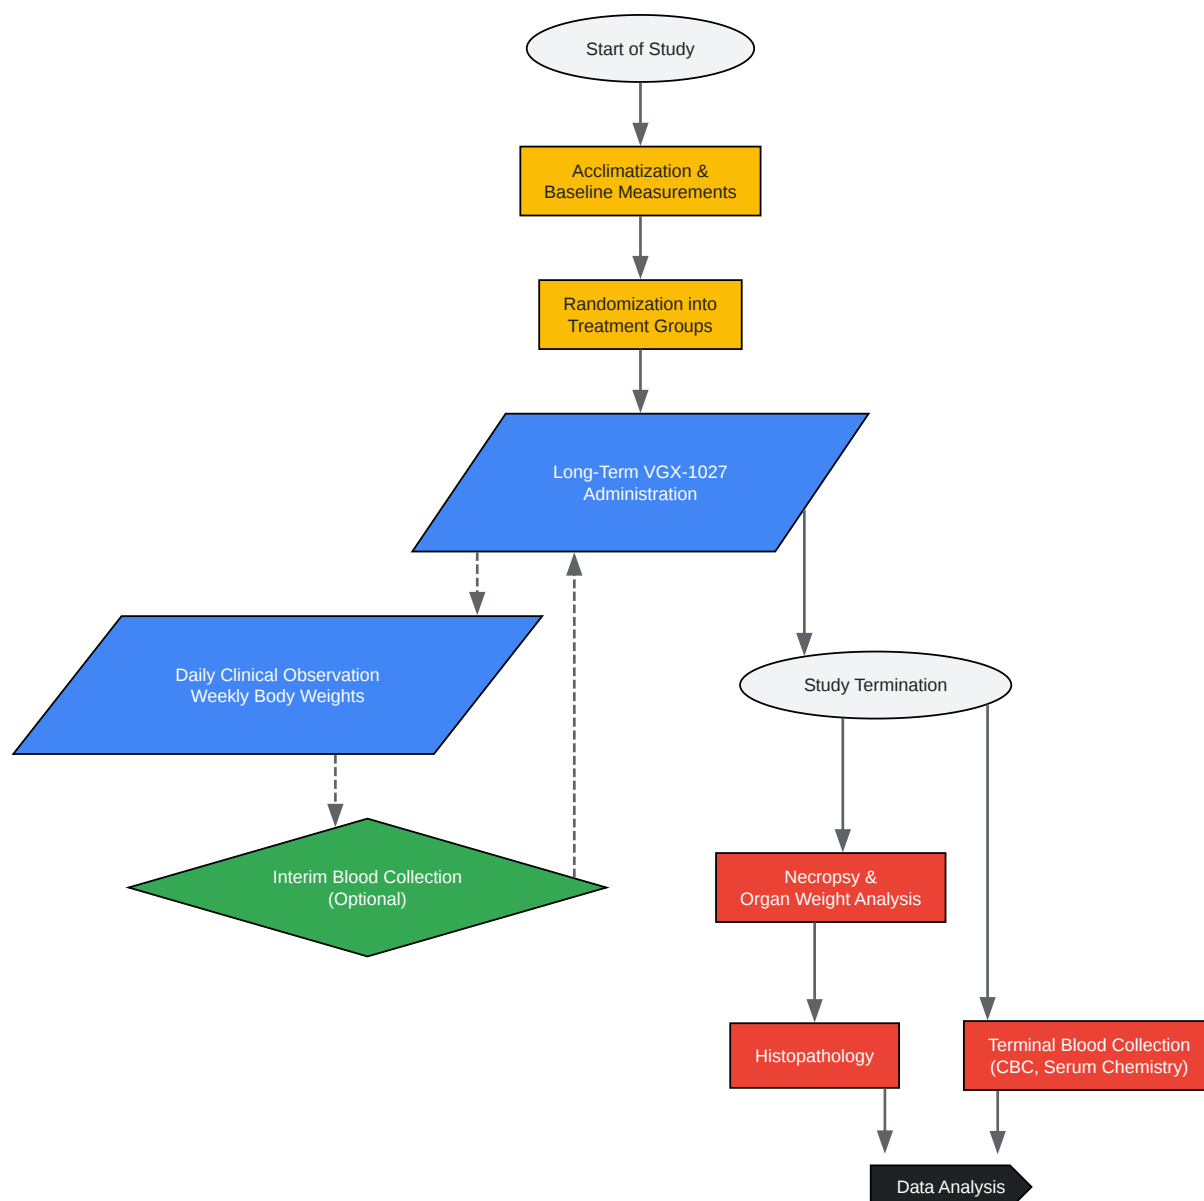 Start of Study
Acclimatization &
Baseline Measurements
Randomization into
Treatment Groups
Long-Term VGX-1027
Administration
Daily Clinical Observation
Weekly Body Weights
Study Termination
Interim Blood Collection
(Optional)
Necropsy &
Organ Weight Analysis
Histopathology
Terminal Blood Collection
(CBC, Serum Chemistry)
Data Analysis